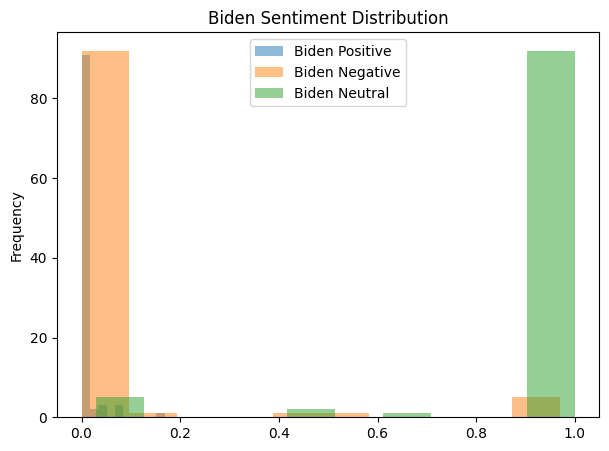 Biden Sentiment Distribution
Biden Positive
Biden Negative
Biden Neutral
Frequency
80
60
40
20
0
0.0 0.2 0.4 0.6 0.8 1.0